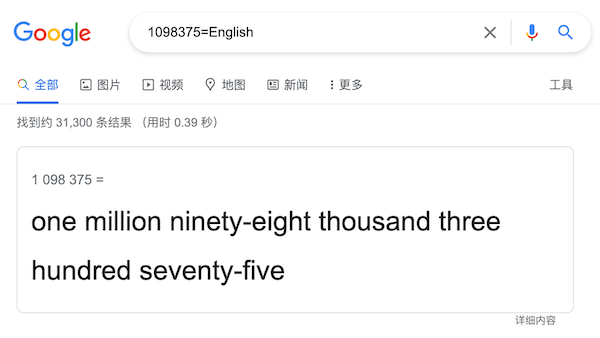 Google 1098375=English
全部 图片 视频 地图 新闻 更多 工具
找到约 31,300 条结果 （用时 0.39 秒）
1 098 375 =
one million ninety-eight thousand three
hundred seventy-five
详细内容